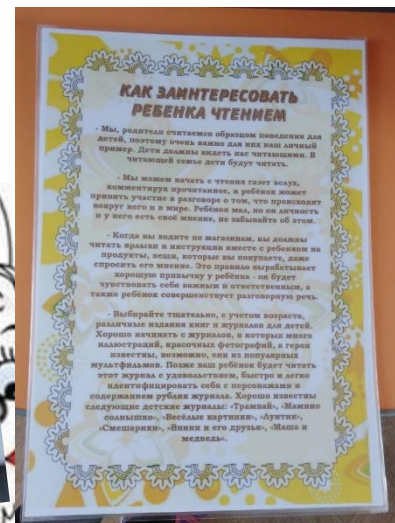 КАК ЗАИНТЕРЕСОВАТЬ
РЕБЕНКА ЧТЕНИЕМ
- Мы, родители считаемся образцом поведения для
детей, поэтому очень важно для них наш личный
пример. Дети должны видеть нас читающими. В
читающей семье дети будут читать.
- Мы можем начать с чтения газет вслух,
комментируя прочитанное, и ребёнок может
принять участие в разговоре о том, что происходит
вокруг него и в мире. Ребёнок мал, но он личность
и у него есть своё мнение, не забывайте об этом.
- Когда вы ходите по магазинам, вы должны
читать ярлыки и инструкции вместе с ребенком на
продукты, вещи, которые вы покупаете, даже
спросить его мнение. Это правило вырабатывает
хорошую привычку у ребёнка - он будет
чувствовать себя важным и ответственным, а
также ребёнок совершенствует разговорную речь.
- Выбирайте тщательно, с учетом возраста,
различные издания книг и журналов для детей.
Хорошо начинать с журналов, в которых много
иллюстраций, красочных фотографий, а герои
известны, возможно, они из популярных
мультфильмов. Позже ваш ребёнок будет читать
этот журнал с удовольствием, быстро и легко
идентифицировать себя с персонажами и
содержанием рублик журнала. Хорошо известны
следующие детские журналы: «Трамвай», «Мамино
солнышко», «Весёлые картинки», «Лунтик»,
«Смешарики», «Винни и его друзья», «Маша и
медведь».